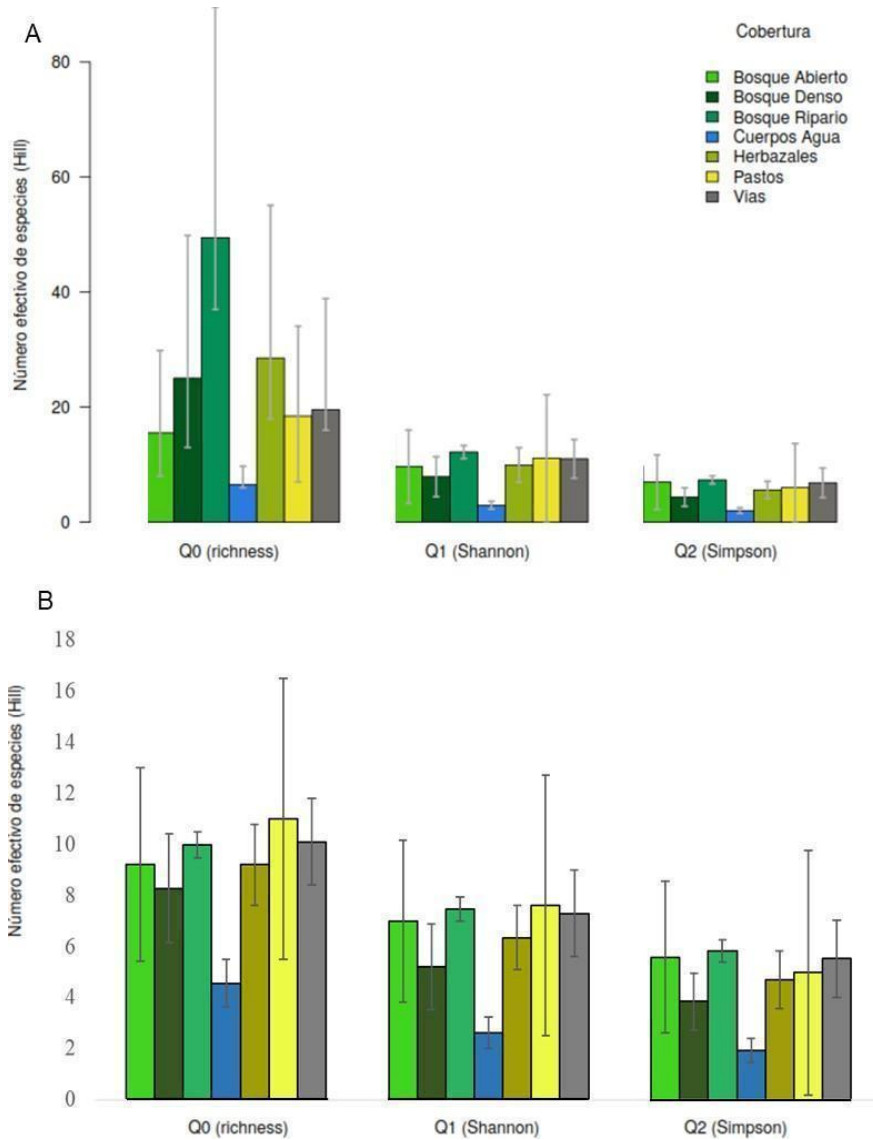 A
Cobertura
Bosque Abierto
Bosque Denso
Bosque Ripario
Cuerpos Agua
Herbazales
Pastos
Vias
Número efectivo de especies (Hill)
80
60
40
20
0
Q0 (richness) Q1 (Shannon) Q2 (Simpson)
B
Número efectivo de especies (Hill)
18
16
14
12
10
8
6
4
2
0
Q0 (richness) Q1 (Shannon) Q2 (Simpson)